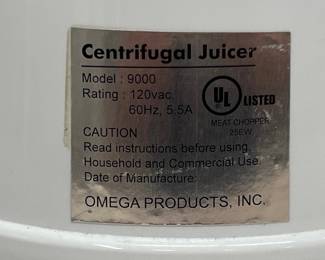 Centrifugal Juicer
Model : 9000
Rating : 120vac.
60Hz, 5.5A
UL LISTED
MEAT CHOPPER
25EW
CAUTION
Read instructions before using.
Household and Commercial Use.
Date of Manufacture:
OMEGA PRODUCTS, INC.